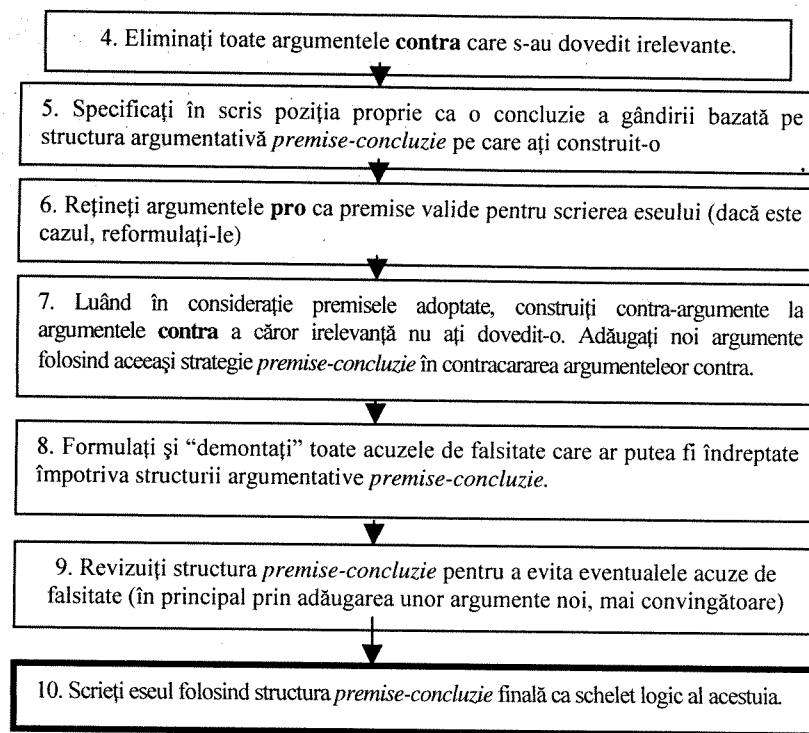 4. Eliminați toate argumentele contra care s-au dovedit irelevante.
5. Specificați în scris poziția proprie ca o concluzie a gândirii bazată pe
structura argumentativă premise-concluzie pe care ați construit-o
6. Rețineți argumentele pro ca premise valide pentru scrierea eseului (dacă este
cazul, reformulați-le)
7. Luând în considerație premisele adoptate, construiți contra-argumente la
argumentele contra a căror irelevanță nu ați dovedit-o. Adăugați noi argumente
folosind aceeași strategie premise-concluzie în contracararea argumenteleor contra.
8. Formulați şi “demontați” toate acuzele de falsitate care ar putea fi îndreptate
împotriva structurii argumentative premise-concluzie.
9. Revizuiți structura premise-concluzie pentru a evita eventualele acuze de
falsitate (în principal prin adăugarea unor argumente noi, mai convingătoare)
10. Scrieți eseul folosind structura premise-concluzie finală ca schelet logic al acestuia.